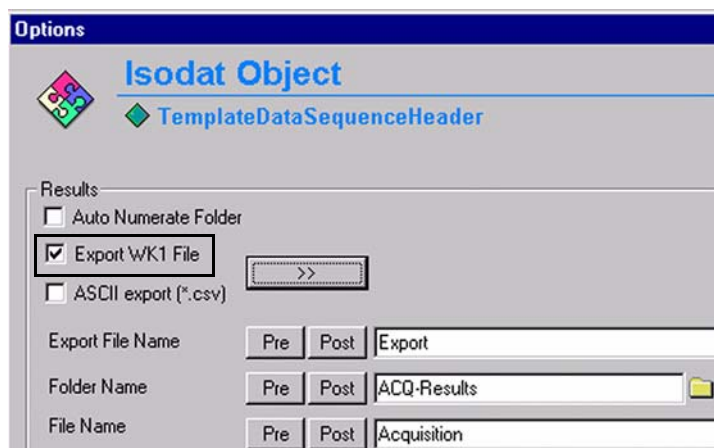 Options
Isodat Object
TemplateDataSequenceHeader
Results
Auto Numerate Folder
Export WK1 File
>>
ASCII export (*.csv)
Export File Name Pre Post Export
Folder Name Pre Post ACQ-Results
File Name Pre Post Acquisition